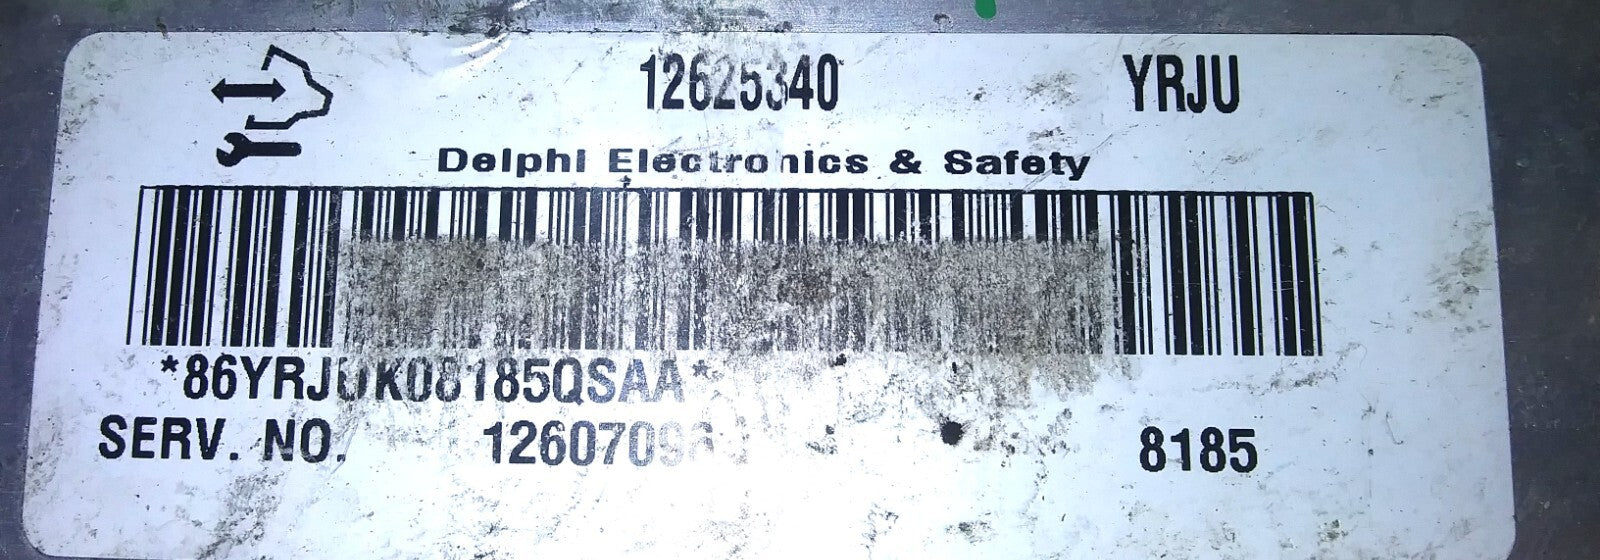 12625340 YRJU
Delphi Electronics & Safety
*86YRJUK08185QSAA*
SERV. NO. 8185